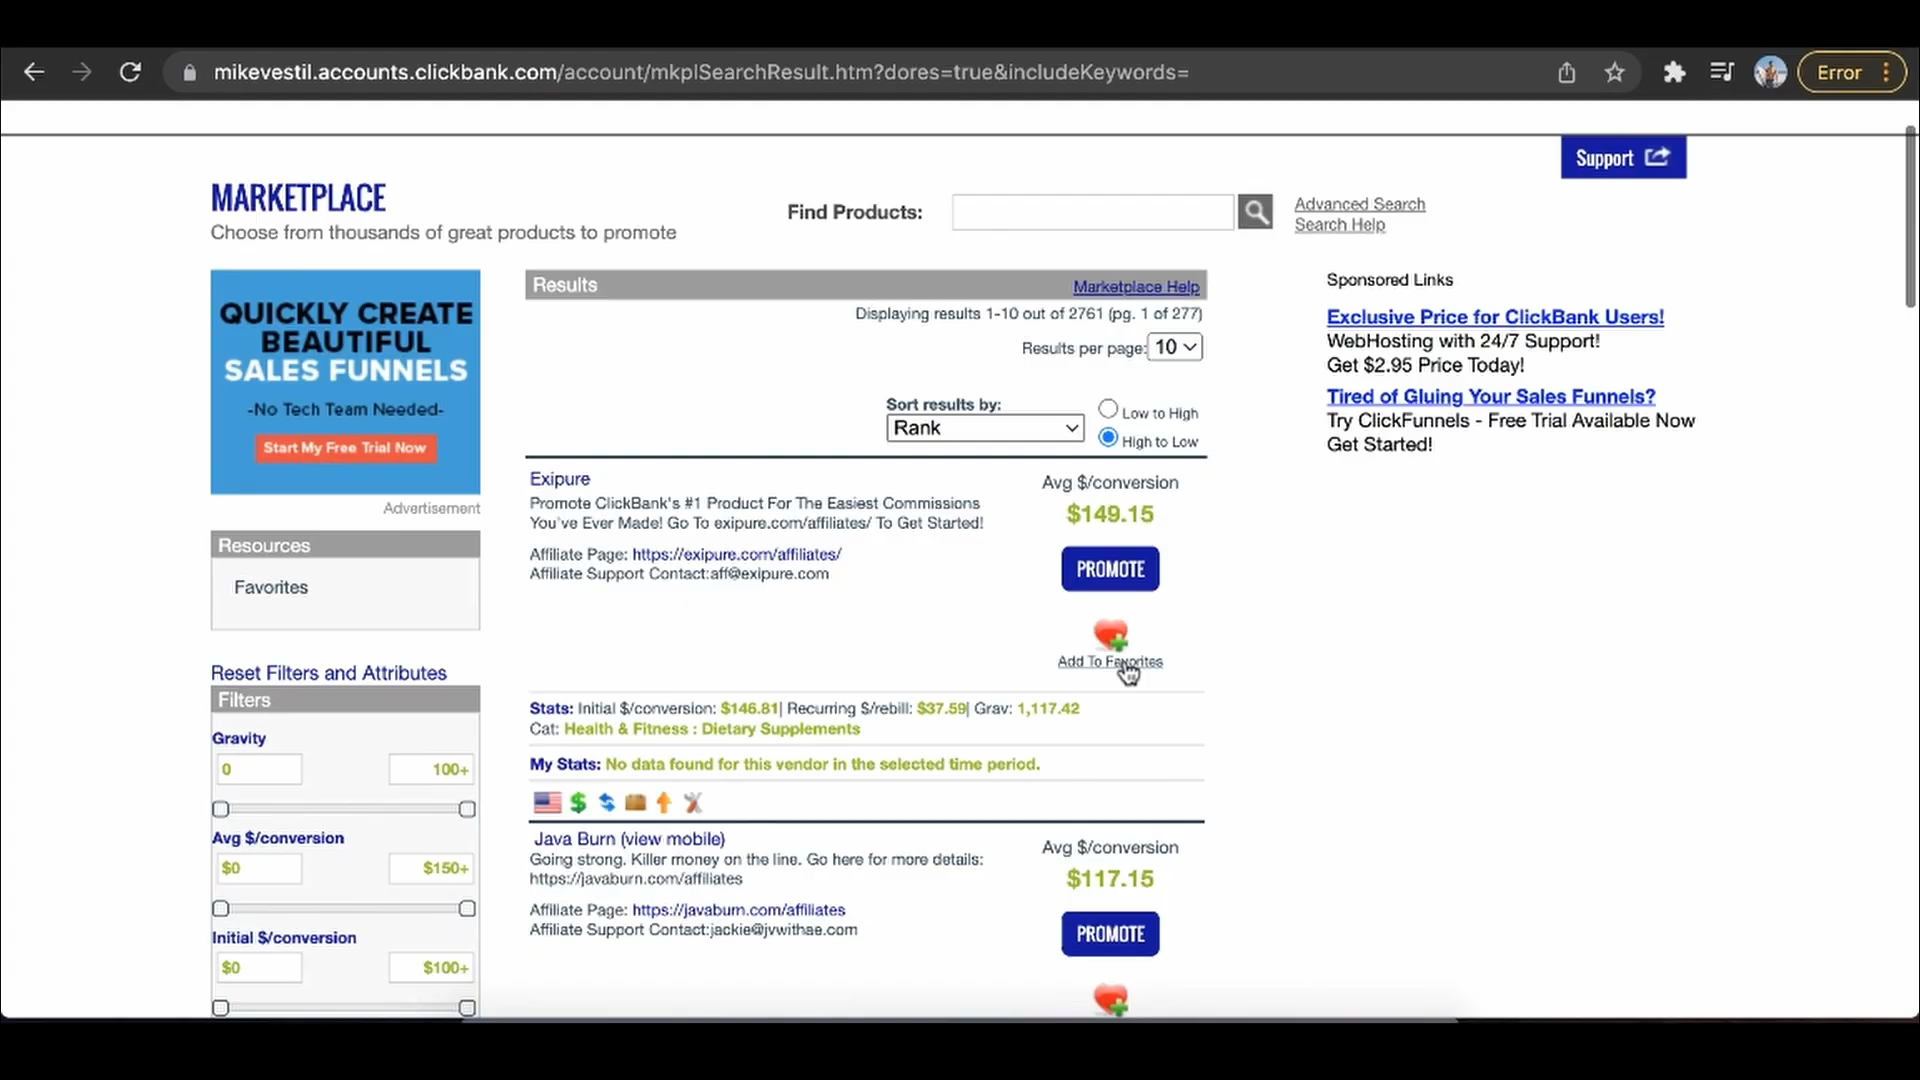 mikevestil.accounts.clickbank.com/account/mkplSearchResult.htm?dores=true&includeKeywords=
Error
Support
MARKETPLACE
Choose from thousands of great products to promote
Find Products:
Advanced Search
Search Help
QUICKLY CREATE
BEAUTIFUL
SALES FUNNELS
-No Tech Team Needed-
Start My Free Trial Now
Advertisement
Resources
Favorites
Reset Filters and Attributes
Filters
Gravity
0 100+
Avg $/conversion
$0 $150+
Initial $/conversion
$0 $100+
Results
Marketplace Help
Displaying results 1-10 out of 2761 (pg. 1 of 277)
Results per page: 10
Sort results by:
Rank
Low to High
High to Low
Exipure
Promote ClickBank's #1 Product For The Easiest Commissions
You've Ever Made! Go To exipure.com/affiliates/ To Get Started!
Affiliate Page: https://exipure.com/affiliates/
Affiliate Support Contact:aff@exipure.com
Avg $/conversion
$149.15
PROMOTE
Add To Favorites
Stats: Initial $/conversion: $146.81| Recurring $/rebill: $37.59| Grav: 1,117.42
Cat: Health & Fitness : Dietary Supplements
My Stats: No data found for this vendor in the selected time period.
Java Burn (view mobile)
Going strong. Killer money on the line. Go here for more details:
https://javaburn.com/affiliates
Affiliate Page: https://javaburn.com/affiliates
Affiliate Support Contact:jackie@jvwithae.com
Avg $/conversion
$117.15
PROMOTE
Sponsored Links
Exclusive Price for ClickBank Users!
WebHosting with 24/7 Support!
Get $2.95 Price Today!
Tired of Gluing Your Sales Funnels?
Try ClickFunnels - Free Trial Available Now
Get Started!